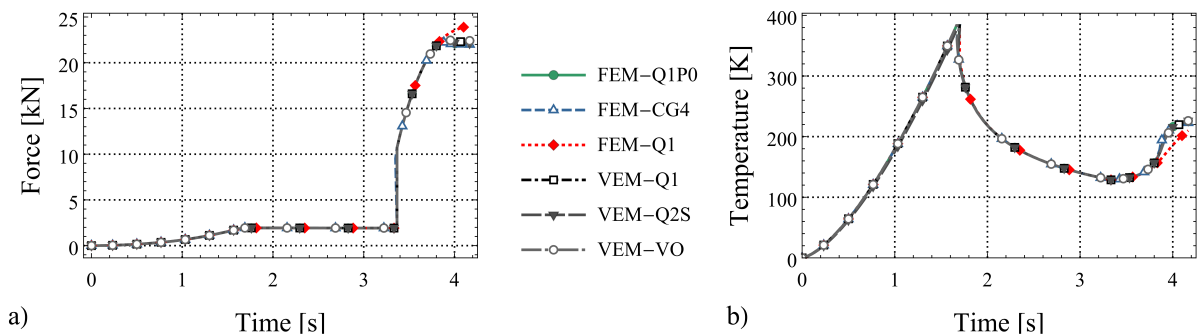 25
20
15
10
5
0
Force [kN]
0 1 2 3 4
Time [s]
a)
FEM–Q1P0
FEM–CG4
FEM–Q1
VEM–Q1
VEM–Q2S
VEM–VO
400
300
200
100
0
Temperature [K]
0 1 2 3 4
Time [s]
b)